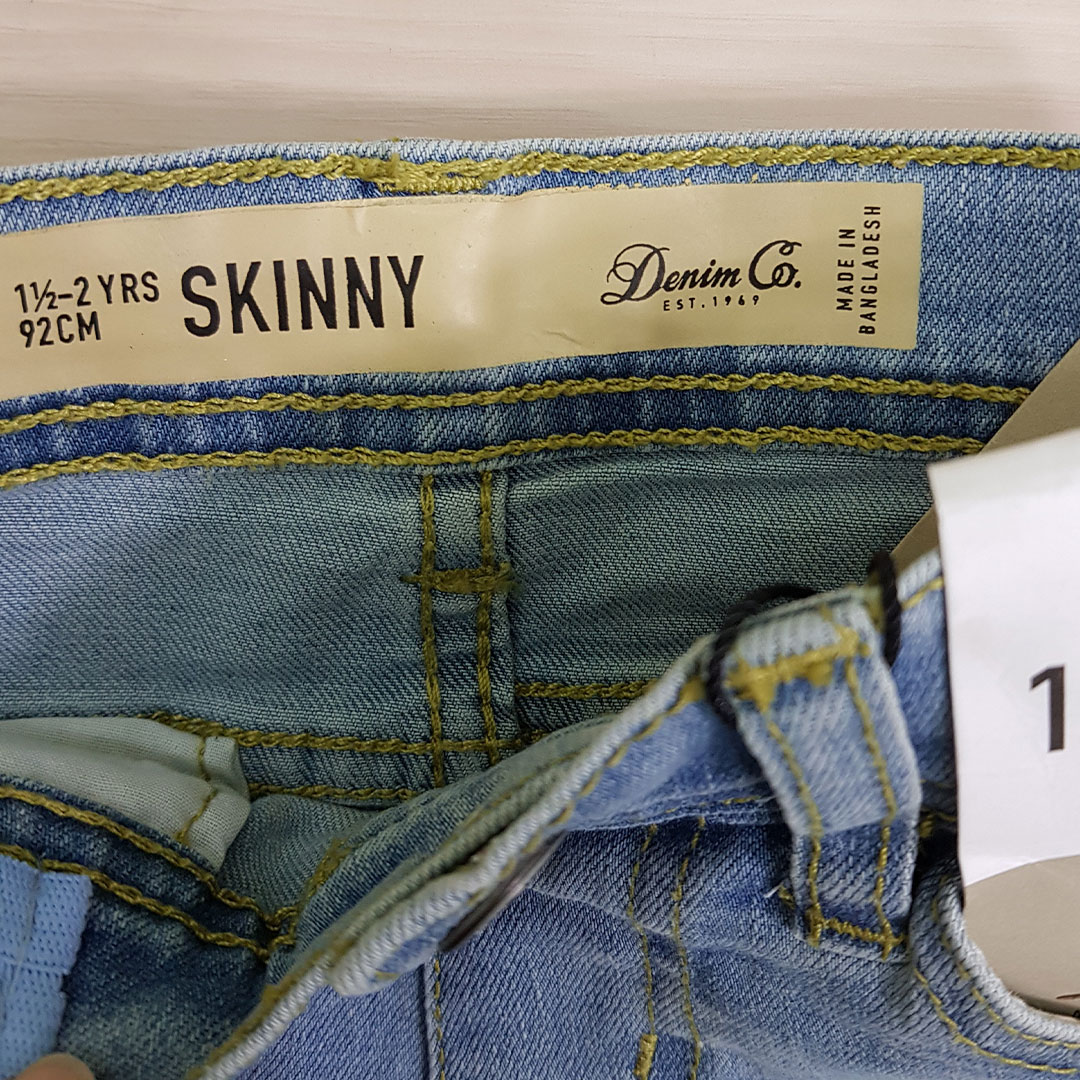 1½-2 YRS
92CM
SKINNY
Denim Co.
EST. 1969
MADE IN
BANGLADESH
1